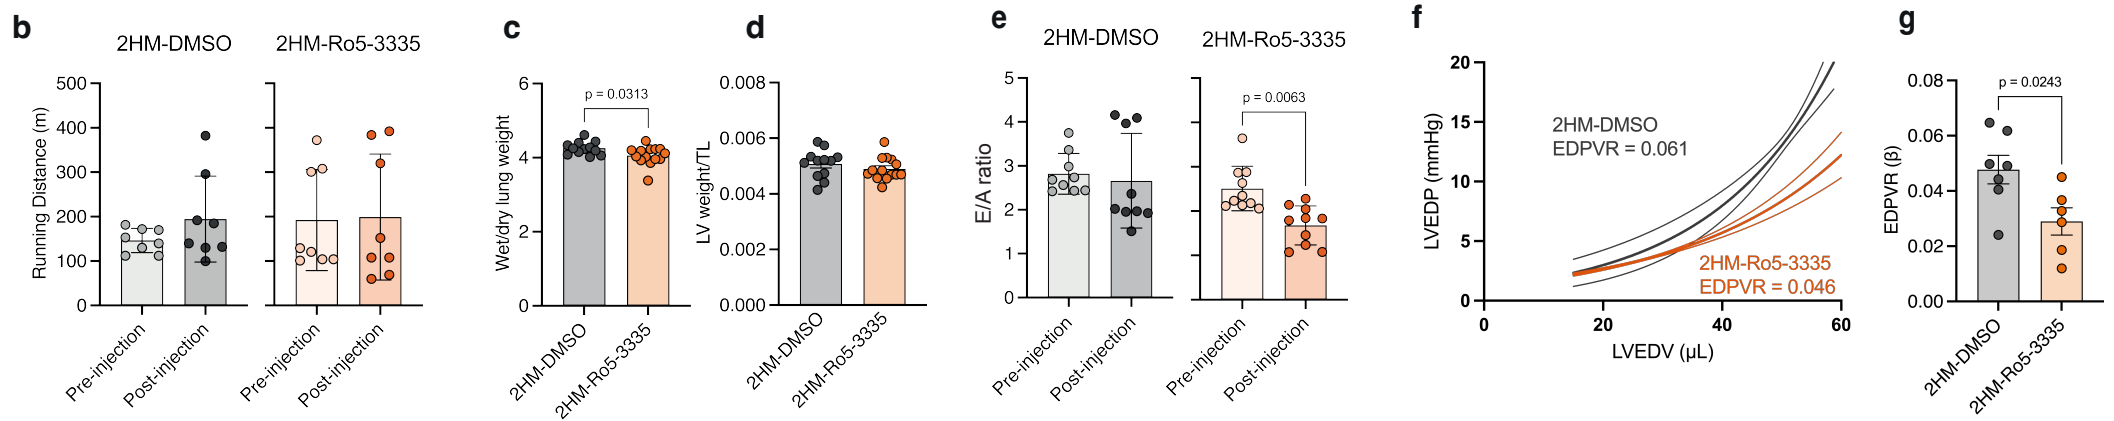 b
2HM-DMSO
2HM-Ro5-3335
Running Distance (m)
500
400
300
200
100
0
Pre-injection
Post-injection
Pre-injection
Post-injection
c
Wet/dry lung weight
6
4
2
0
p = 0.0313
2HM-DMSO
2HM-Ro5-3335
d
LV weight/TL
0.008
0.006
0.004
0.002
0.000
2HM-DMSO
2HM-Ro5-3335
e
2HM-DMSO
2HM-Ro5-3335
E/A ratio
5
4
3
2
1
0
p = 0.0063
Pre-injection
Post-injection
Pre-injection
Post-injection
f
LVEDP (mmHg)
20
15
10
5
0
2HM-DMSO
EDPVR = 0.061
2HM-Ro5-3335
EDPVR = 0.046
0
20
40
60
LVEDV (µL)
g
EDPVR (β)
0.08
0.06
0.04
0.02
0.00
p = 0.0243
2HM-DMSO
2HM-Ro5-3335